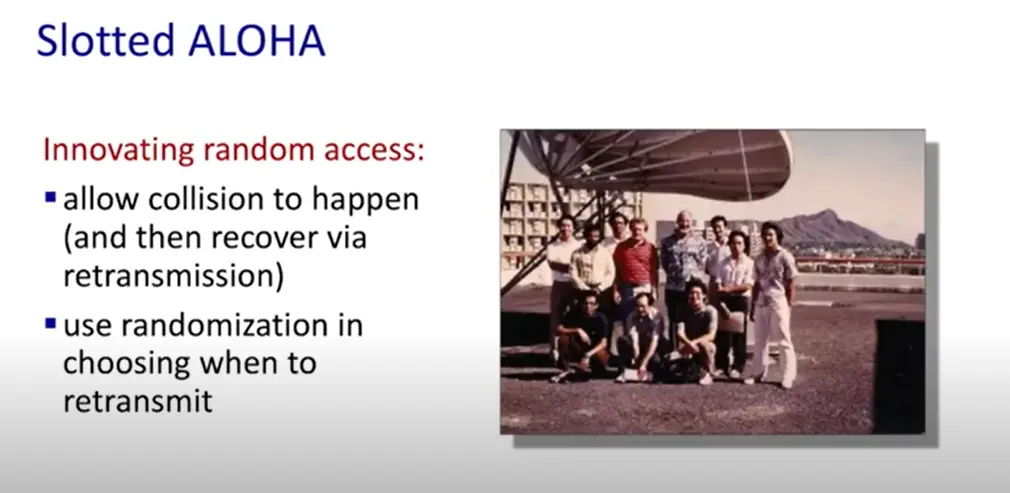 Slotted ALOHA
Innovating random access:
▪ allow collision to happen
(and then recover via
retransmission)
▪ use randomization in
choosing when to
retransmit